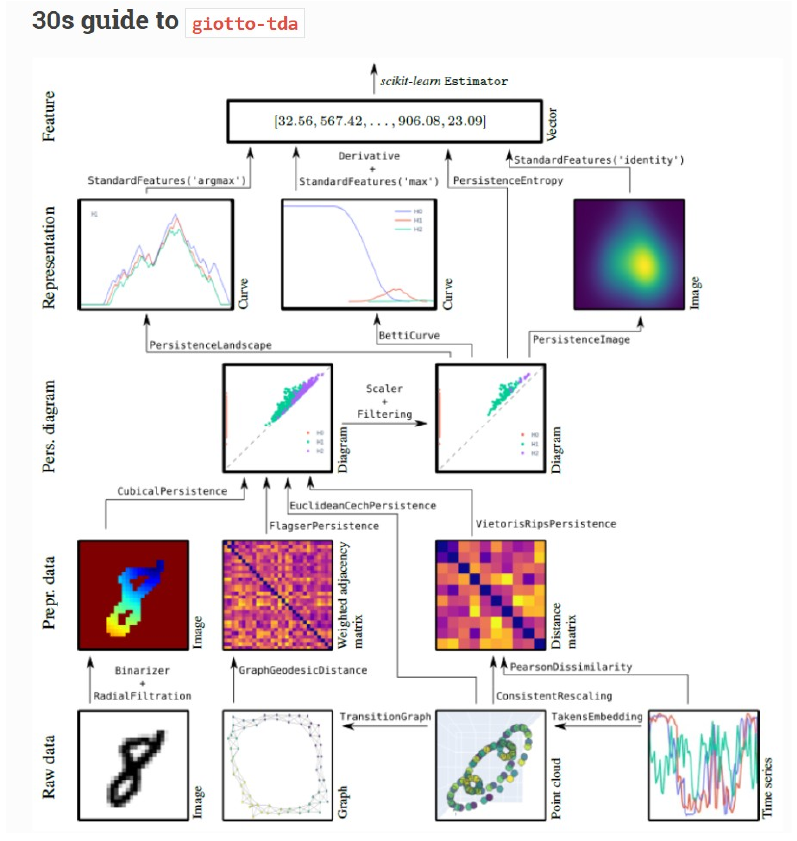 30s guide to giotto-tda
scikit-learn Estimator
Feature
[32.56, 567.42, . . . , 906.08, 23.09]
Vector
Derivative
+
StandardFeatures('argmax')
StandardFeatures('max')
PersistenceEntropy
StandardFeatures('identity')
Representation
H1
Curve
H0
H1
H2
Curve
Image
PersistenceLandscape
BettiCurve
PersistenceImage
Pers. diagram
H0
H1
H2
Diagram
Scaler
+
Filtering
H0
H1
H2
Diagram
CubicalPersistence
EuclideanCechPersistence
FlagserPersistence
VietorisRipsPersistence
Prepr. data
Image
Weighted adjacency
matrix
Distance
matrix
Binarizer
+
RadialFiltration
GraphGeodesicDistance
PearsonDissimilarity
ConsistentRescaling
Raw data
Image
Graph
TransitionGraph
Point cloud
TakensEmbedding
Time series